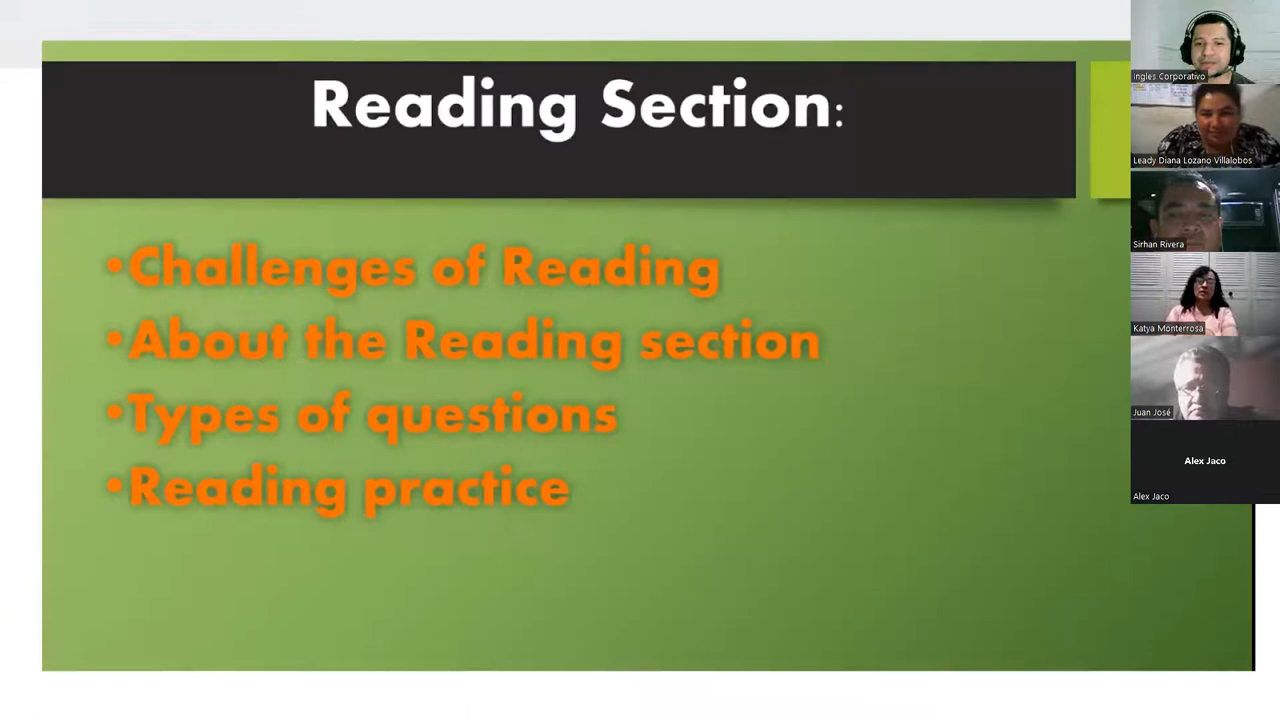 Reading Section:
•Challenges of Reading
•About the Reading section
•Types of questions
•Reading practice
Ingles Corporativo
Leady Diana Lozano Villalobos
Sirhan Rivera
Katya Monterrosa
Juan José
Alex Jaco
Alex Jaco